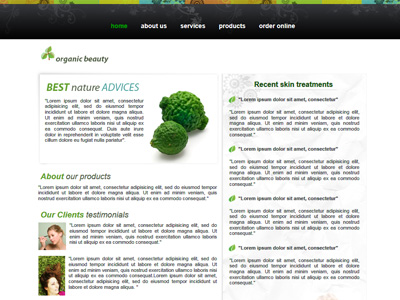 home about us services products order online
organic beauty
BEST nature ADVICES
"Lorem ipsum dolor sit amet, consectetur adipiscing
elit, sed do eiusmod tempor
incididunt ut labore et dolore magna
aliqua. Ut enim ad minim
veniam, quis nostrud
exercitation ullamco laboris nisi ut
aliquip ex ea commodo
consequat. Duis aute irure
dolor in reprehenderit in voluptate velit esse
cillum dolore eu fugiat nulla pariatur".
About our products
"Lorem ipsum dolor sit amet, consectetur adipiscing elit, sed do eiusmod tempor
incididunt ut labore et dolore magna aliqua. Ut enim ad minim veniam, quis
nostrud exercitation ullamco laboris nisi ut aliquip ex ea commodo consequat."
Our Clients testimonials
"Lorem ipsum dolor sit amet, consectetur adipiscing elit, sed do
eiusmod tempor incididunt ut labore et dolore magna aliqua. Ut
enim ad minim veniam, quis nostrud exercitation ullamco laboris
nisi ut aliquip ex ea commodo consequat."
"Lorem ipsum dolor sit amet, consectetur adipiscing elit, sed do
eiusmod tempor incididunt ut labore et dolore magna aliqua. Ut
enim ad minim veniam, quis nostrud exercitation ullamco laboris
nisi ut aliquip ex ea commodo
consequat.Lorem ipsum dolor sit amet, consectetur adipiscing
elit, sed do eiusmod tempor incididunt ut labore et dolore
magna aliqua. "
Recent skin treatments
"Lorem ipsum dolor sit amet, consectetur"
"Lorem ipsum dolor sit amet, consectetur adipiscing
elit, sed do eiusmod tempor incididunt ut labore et dolore
magna aliqua. Ut enim ad minim veniam, quis nostrud
exercitation ullamco laboris nisi ut aliquip ex ea commodo
consequat."
"Lorem ipsum dolor sit amet, consectetur"
"Lorem ipsum dolor sit amet, consectetur adipiscing
elit, sed do eiusmod tempor incididunt ut labore et dolore
magna aliqua. Ut enim ad minim veniam, quis nostrud
exercitation ullamco laboris nisi ut aliquip ex ea commodo
consequat."
"Lorem ipsum dolor sit amet, consectetur"
"Lorem ipsum dolor sit amet, consectetur adipiscing
elit, sed do eiusmod tempor incididunt ut labore et dolore
magna aliqua. Ut enim ad minim veniam, quis nostrud
exercitation ullamco laboris nisi ut aliquip ex ea commodo
consequat."
"Lorem ipsum dolor sit amet, consectetur"
"Lorem ipsum dolor sit amet, consectetur adipiscing
elit, sed do eiusmod tempor incididunt ut labore et dolore
magna aliqua. Ut enim ad minim veniam, quis nostrud
exercitation ullamco laboris nisi ut aliquip ex ea commodo
consequat."